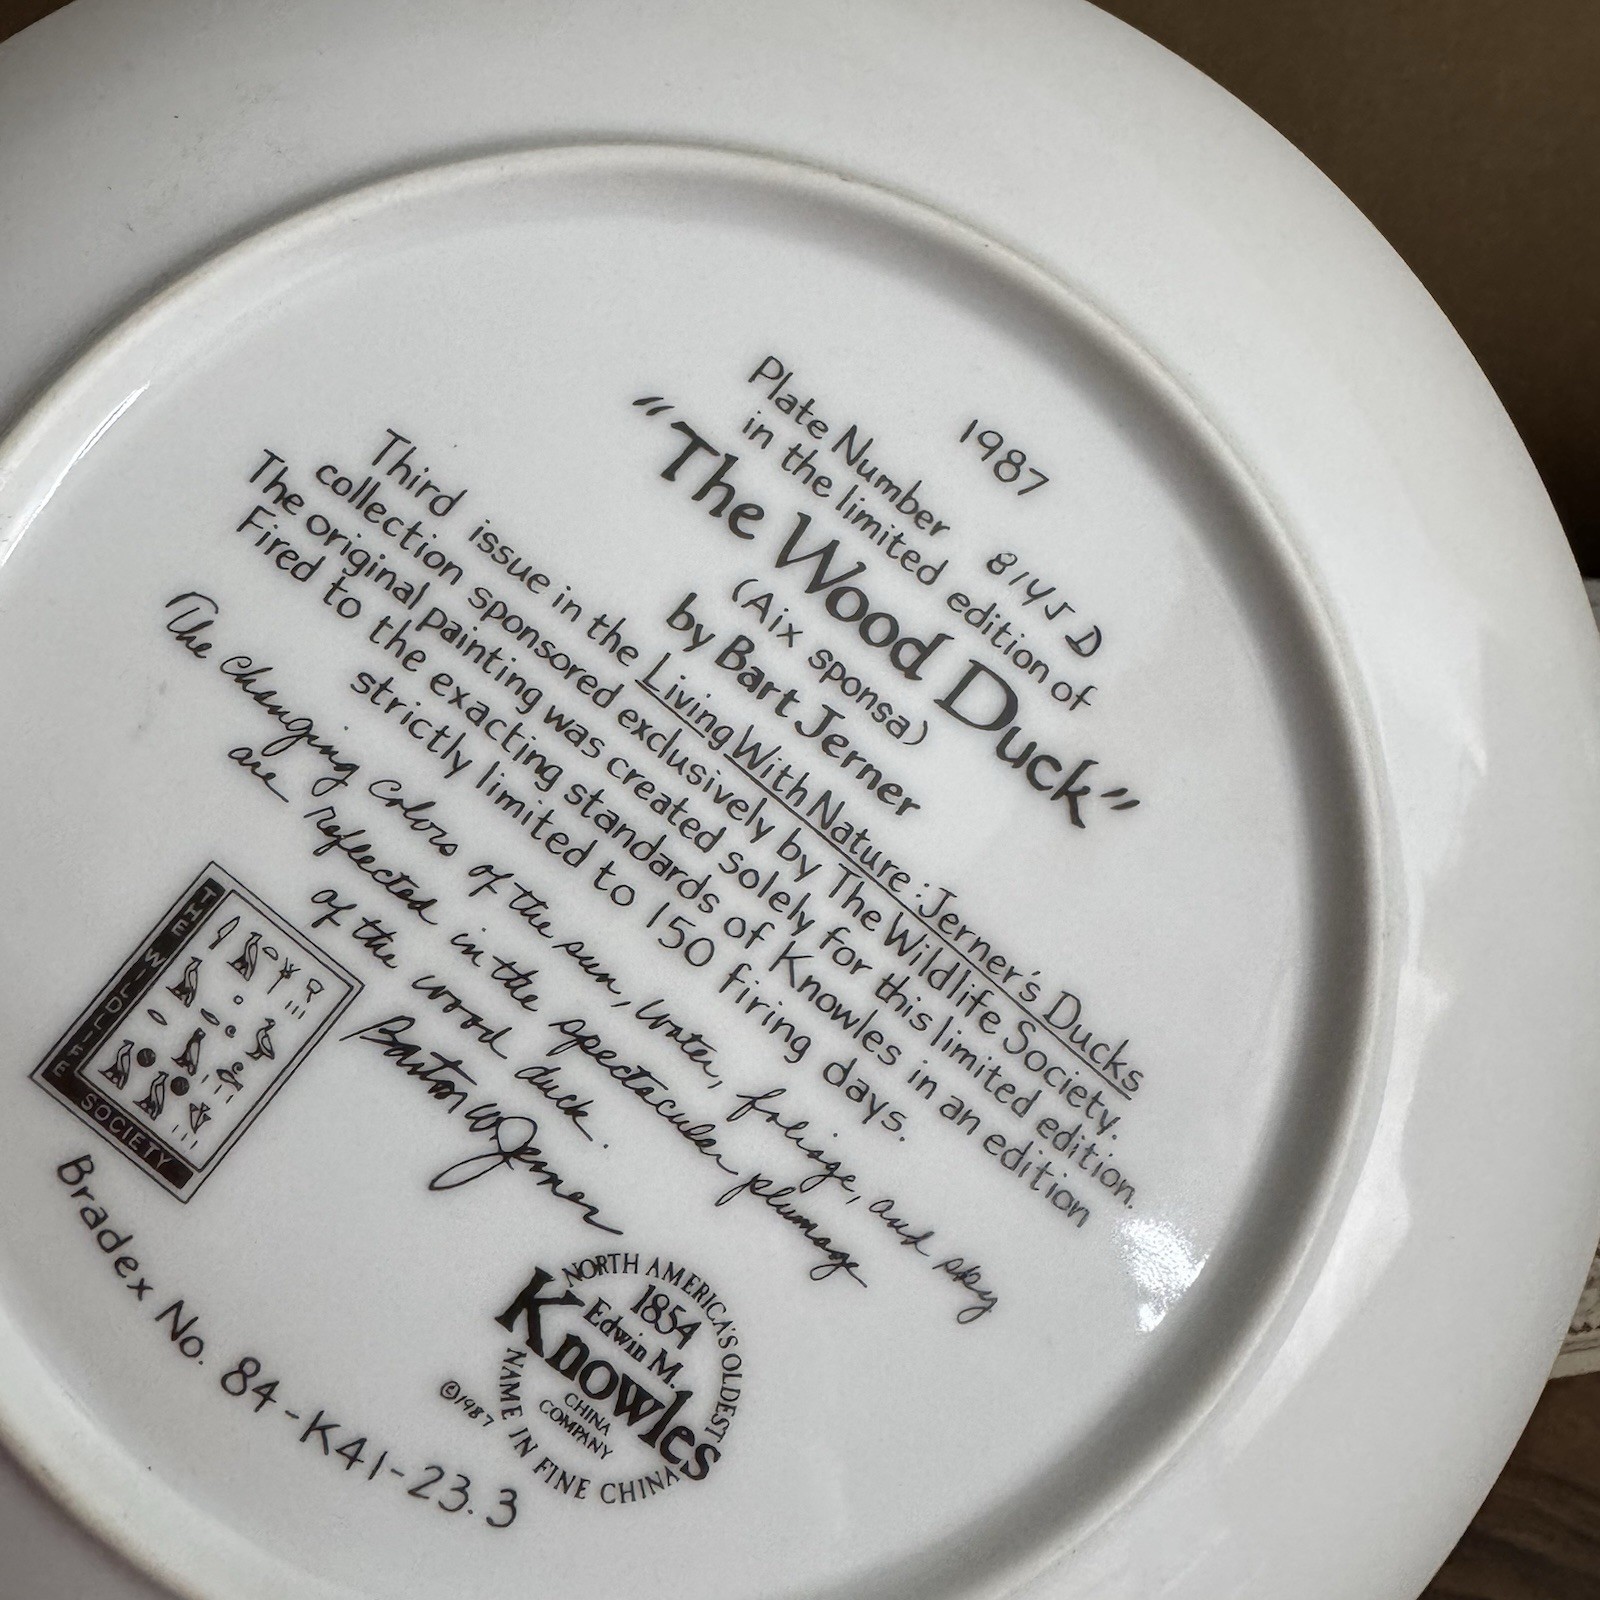 1987
Plate Number 8145 D
in the limited edition of
"The Wood Duck"
(Aix sponsa)
by Bart Jerner
Third issue in the Living With Nature: Jerner's Ducks
collection sponsored exclusively by The Wildlife Society.
The original painting was created solely for this limited edition.
Fired to the exacting standards of Knowles in an edition
strictly limited to 150 firing days.
The changing colors of the sun, water, foliage, and sky
are reflected in the spectacular plumage
of the wood duck.
Barton W. Jerner
THE WILDLIFE
SOCIETY
NORTH AMERICA'S OLDEST
1854
Edwin M.
Knowles
CHINA
COMPANY
NAME IN FINE CHINA
©1987
Bradex No. 84-K41-23.3